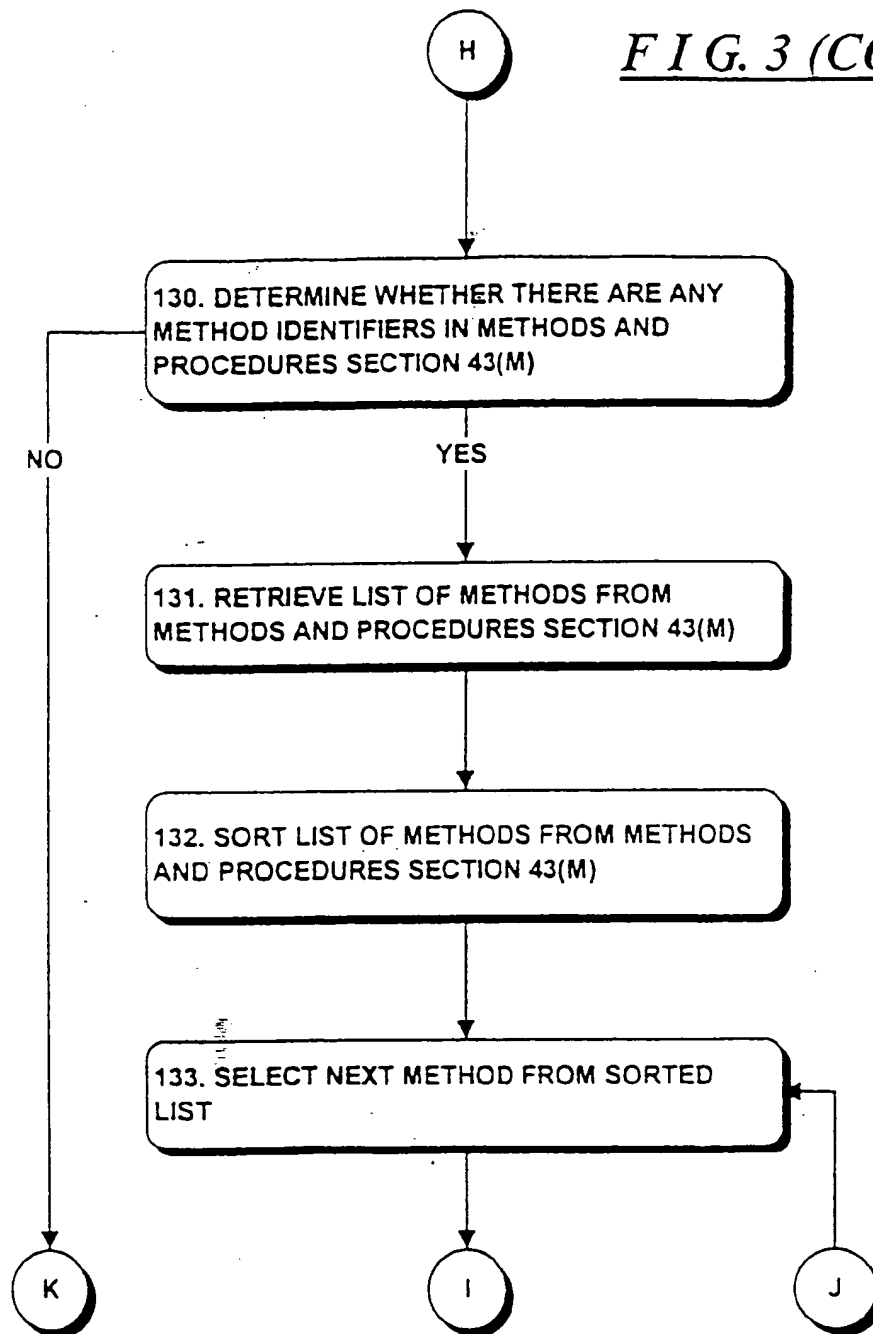 H
F I G. 3 (CO
130. DETERMINE WHETHER THERE ARE ANY
METHOD IDENTIFIERS IN METHODS AND
PROCEDURES SECTION 43(M)
NO
YES
131. RETRIEVE LIST OF METHODS FROM
METHODS AND PROCEDURES SECTION 43(M)
132. SORT LIST OF METHODS FROM METHODS
AND PROCEDURES SECTION 43(M)
133. SELECT NEXT METHOD FROM SORTED
LIST
K
I
J